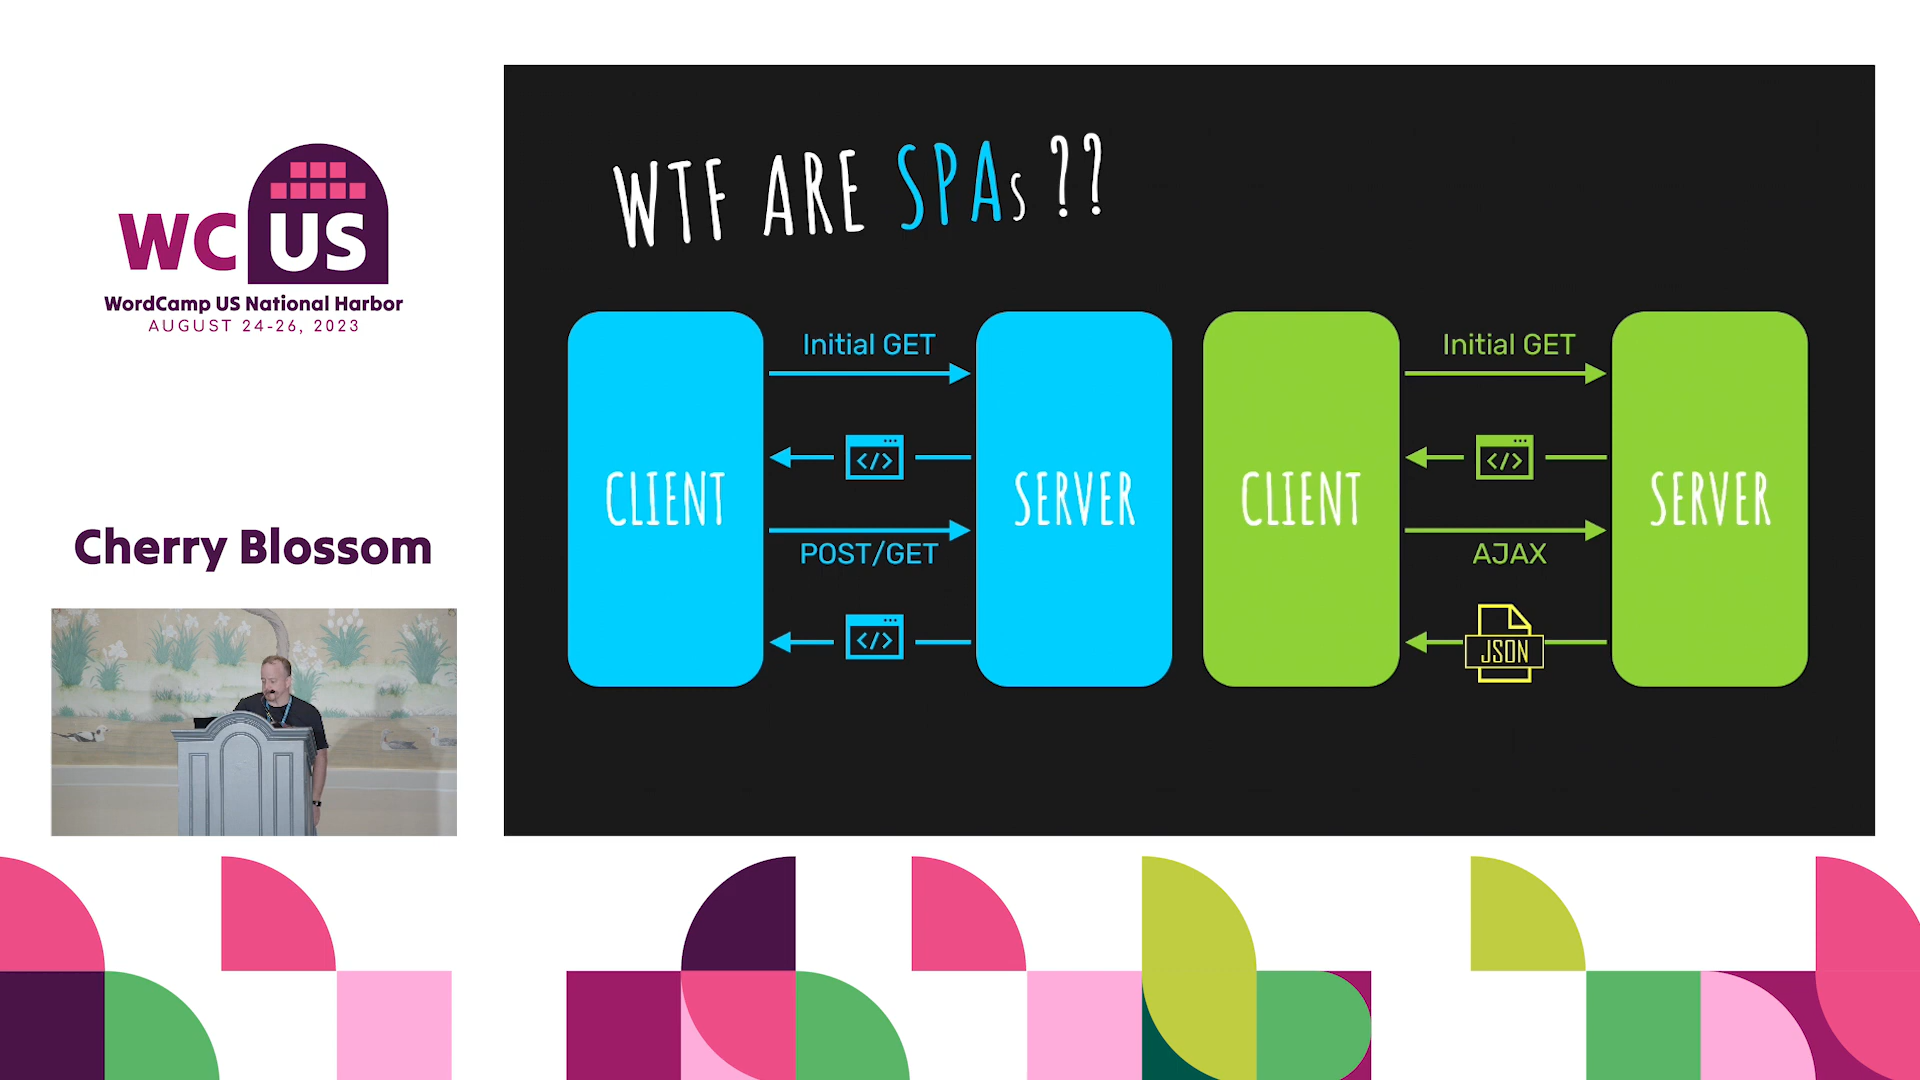 WC US
WordCamp US National Harbor
AUGUST 24-26, 2023
Cherry Blossom
WTF ARE SPAs ??
CLIENT
Initial GET
</>
POST/GET
</>
SERVER
CLIENT
Initial GET
</>
AJAX
JSON
SERVER